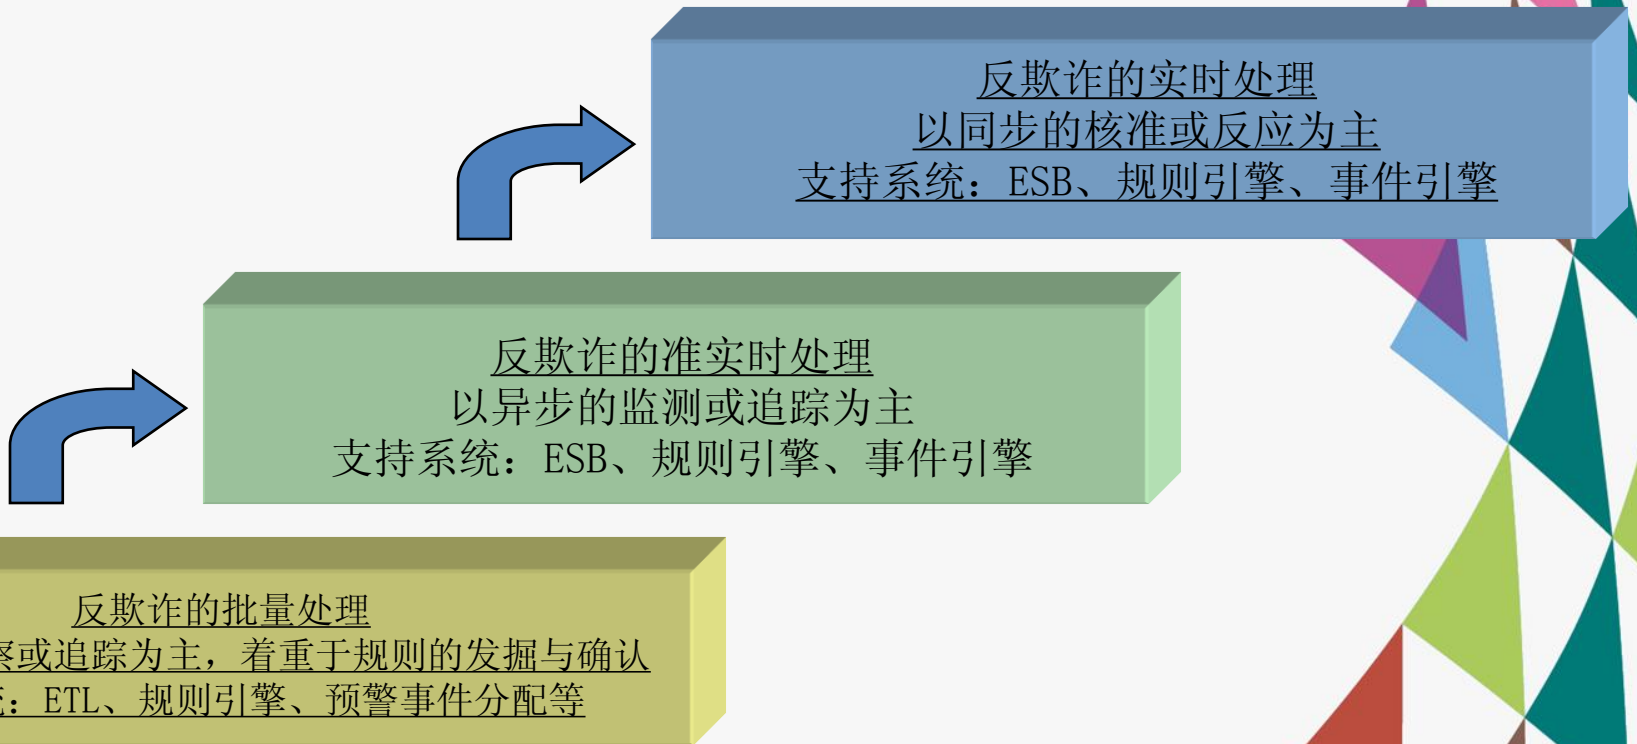 反欺诈的实时处理
以同步的核准或反应为主
支持系统：ESB、规则引擎、事件引擎
反欺诈的准实时处理
以异步的监测或追踪为主
支持系统：ESB、规则引擎、事件引擎
反欺诈的批量处理
或追踪为主，着重于规则的发掘与确认
：ETL、规则引擎、预警事件分配等